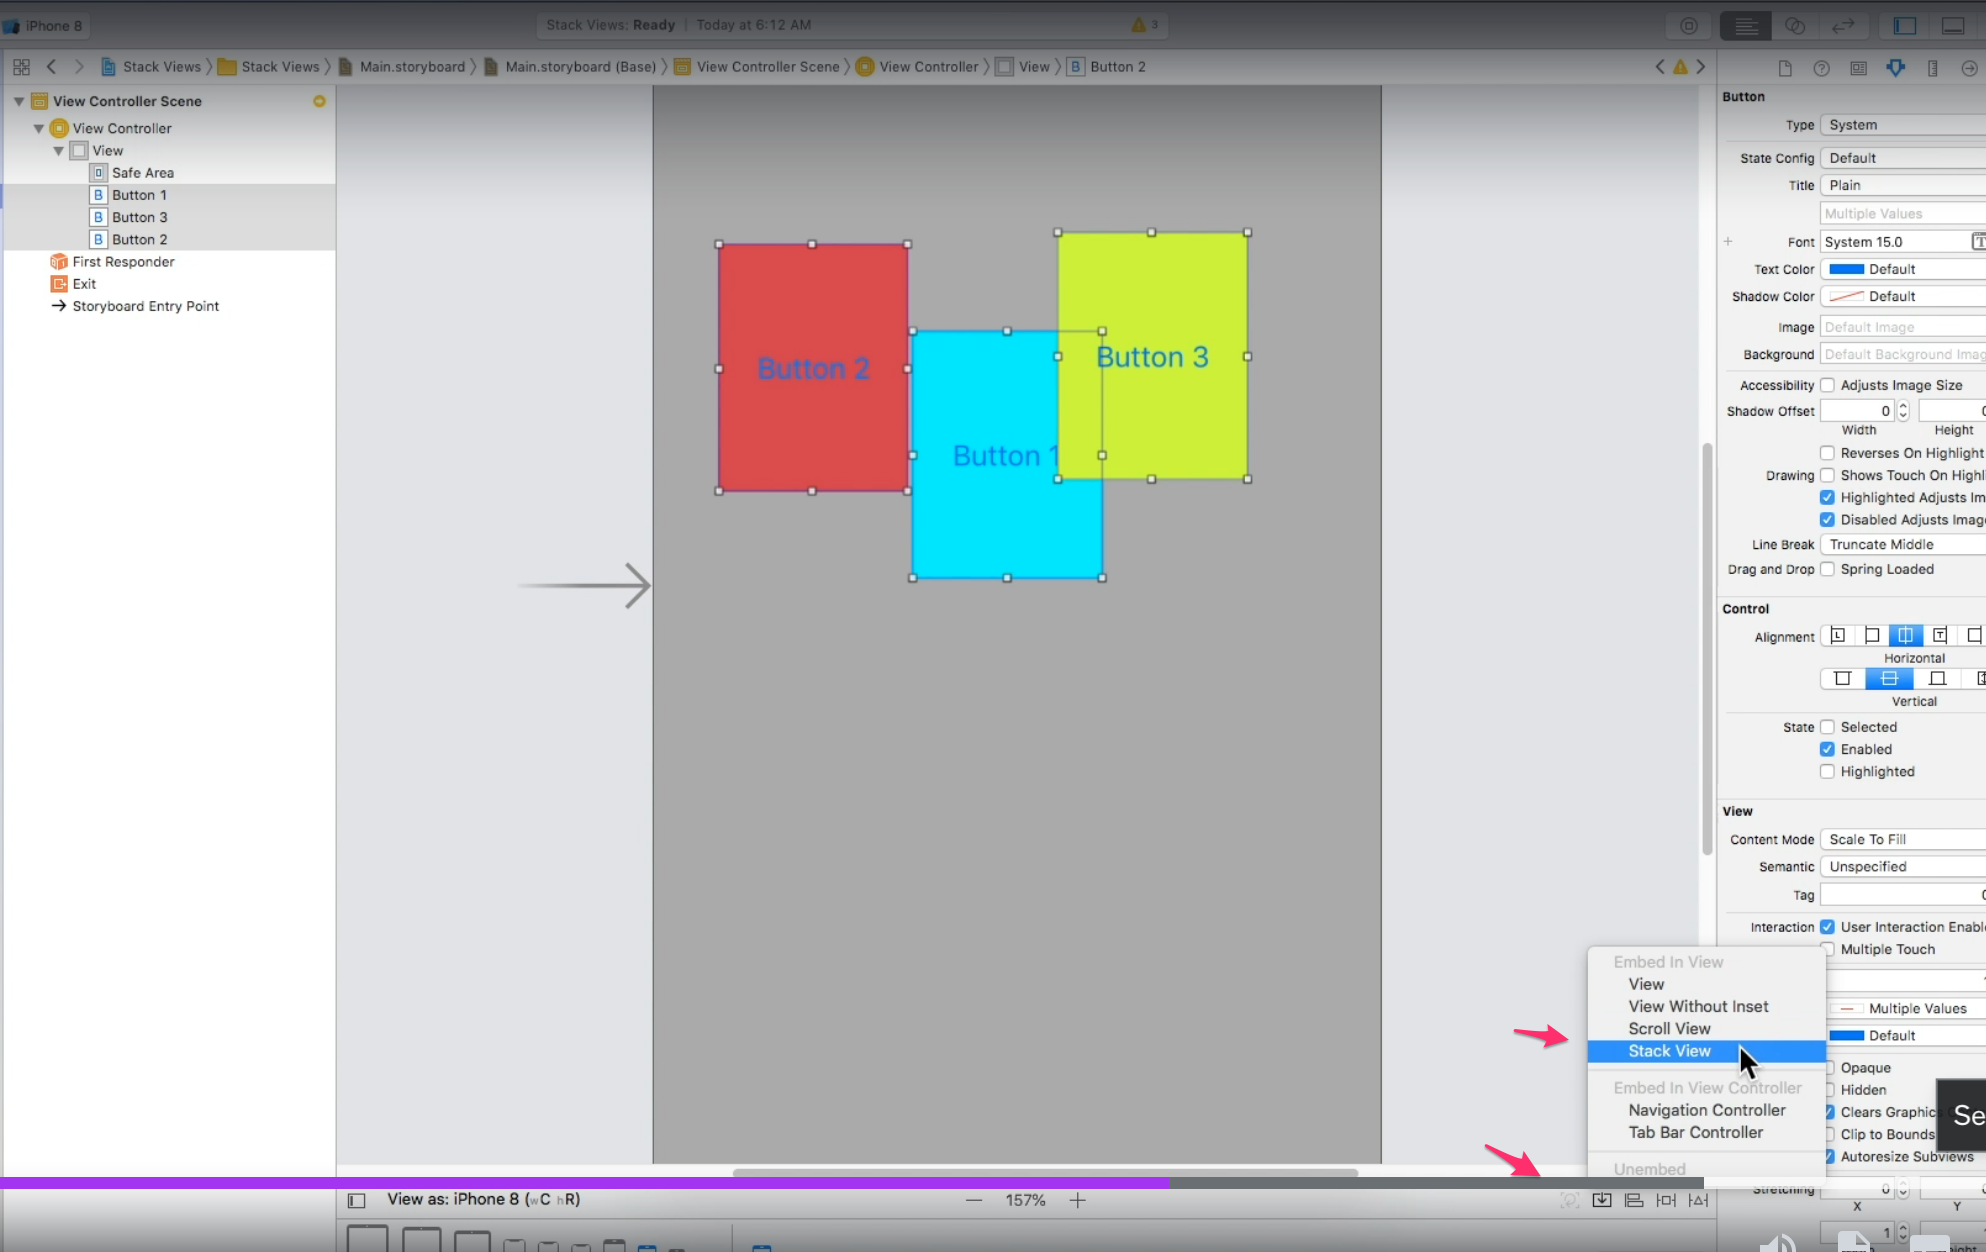 iPhone 8
Stack Views: Ready | Today at 6:12 AM
3
Stack Views
Stack Views
Main.storyboard
Main.storyboard (Base)
View Controller Scene
View Controller
View
B Button 2
View Controller Scene
View Controller
View
Safe Area
B Button 1
B Button 3
B Button 2
First Responder
Exit
Storyboard Entry Point
Button 2
Button 1
Button 3
Button
Type System
State Config Default
Title Plain
Multiple Values
+ Font System 15.0
Text Color Default
Shadow Color Default
Image Default Image
Background Default Background Imag
Accessibility Adjusts Image Size
Shadow Offset 0
Width Height
Reverses On Highlight
Drawing Shows Touch On Highli
Highlighted Adjusts Im
Disabled Adjusts Image
Line Break Truncate Middle
Drag and Drop Spring Loaded
Control
Alignment
Horizontal
Vertical
State Selected
Enabled
Highlighted
View
Content Mode Scale To Fill
Semantic Unspecified
Tag
Interaction User Interaction Enabl
Multiple Touch
Multiple Values
Default
Opaque
Hidden
Clears Graphic
Clip to Bounds
Autoresize Subviews
Stretching 0
X Y
1
Embed In View
View
View Without Inset
Scroll View
Stack View
Embed In View Controller
Navigation Controller
Tab Bar Controller
Unembed
Se
View as: iPhone 8 (wC hR)
— 157% +